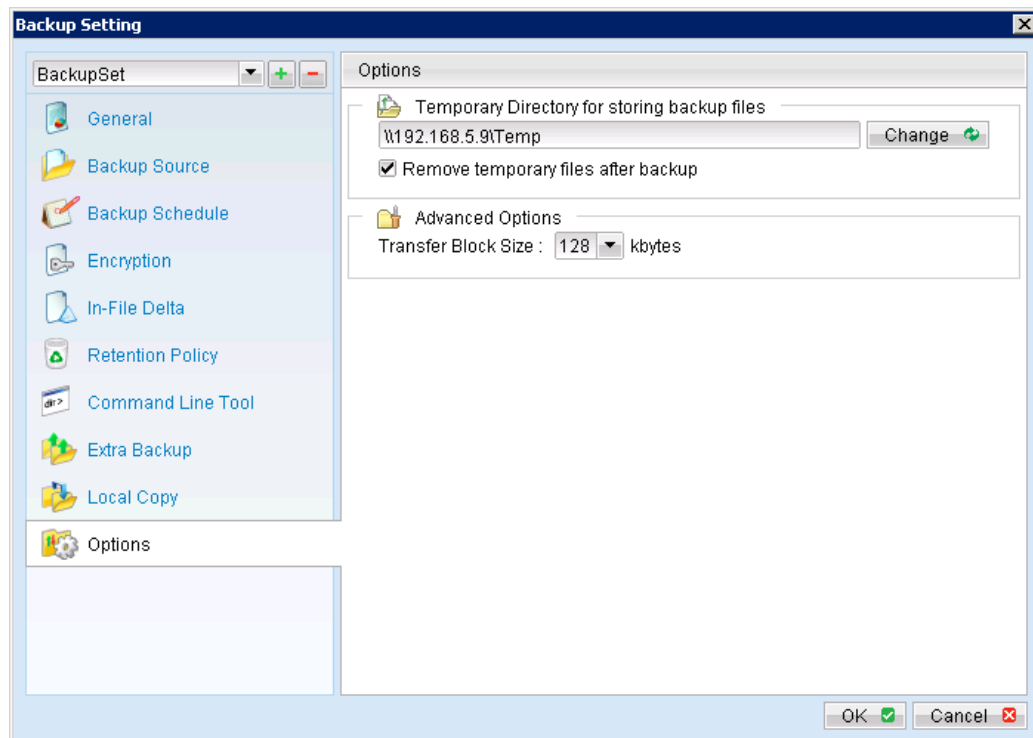 Backup Setting
BackupSet
General
Backup Source
Backup Schedule
Encryption
In-File Delta
Retention Policy
dir>
Command Line Tool
Extra Backup
Local Copy
Options
Options
Temporary Directory for storing backup files
\\192.168.5.9\Temp
Change
Remove temporary files after backup
Advanced Options
Transfer Block Size : 128 kbytes
OK
Cancel